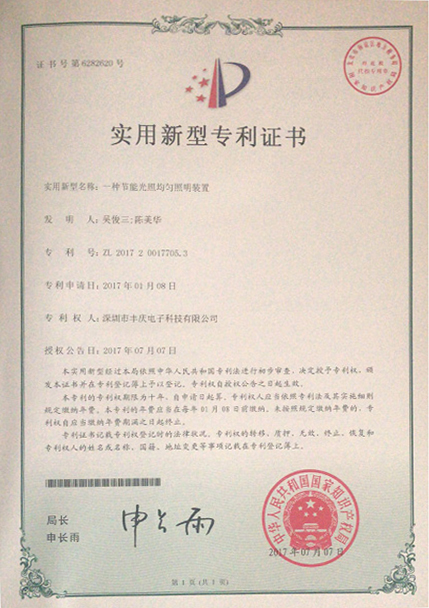 证书号第6282620号
实用新型专利证书
实用新型名称：一种节能光照均匀照明装置
发明人：吴俊三;陈美华
专利号：ZL 2017 2 0017705.3
专利申请日：2017年01月08日
专利权人：深圳市丰庆电子科技有限公司
授权公告日：2017年07月07日
本实用新型经过本局依照中华人民共和国专利法进行初步审查，决定授予专利权，颁
发本证书并在专利登记簿上予以登记。专利权自授权公告之日起生效。
本专利的专利权期限为十年，自申请日起算。专利权人应当依照专利法及其实施细则
规定缴纳年费。本专利的年费应当在每年01月08日前缴纳。未按照规定缴纳年费的，专
利权自应当缴纳年费期满之日起终止。
专利证书记载专利权登记时的法律状况。专利权的转移、质押、无效、终止、恢复和
专利权人的姓名或名称、国籍、地址变更等事项记载在专利登记簿上。
局长
申长雨
申长雨
中华人民共和国国家知识产权局
2017年07月07日
第1页(共1页)